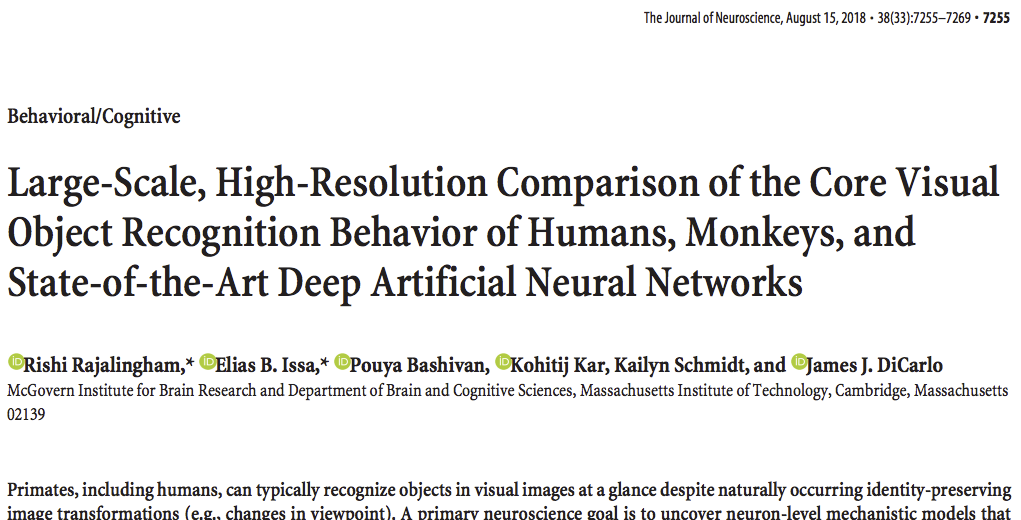 The Journal of Neuroscience, August 15, 2018 • 38(33):7255–7269 • 7255
Behavioral/Cognitive
Large-Scale, High-Resolution Comparison of the Core Visual
Object Recognition Behavior of Humans, Monkeys, and
State-of-the-Art Deep Artificial Neural Networks
iD Rishi Rajalingham,* iD Elias B. Issa,* iD Pouya Bashivan, iD Kohitij Kar, Kailyn Schmidt, and iD James J. DiCarlo
McGovern Institute for Brain Research and Department of Brain and Cognitive Sciences, Massachusetts Institute of Technology, Cambridge, Massachusetts
02139
Primates, including humans, can typically recognize objects in visual images at a glance despite naturally occurring identity-preserving
image transformations (e.g., changes in viewpoint). A primary neuroscience goal is to uncover neuron-level mechanistic models that